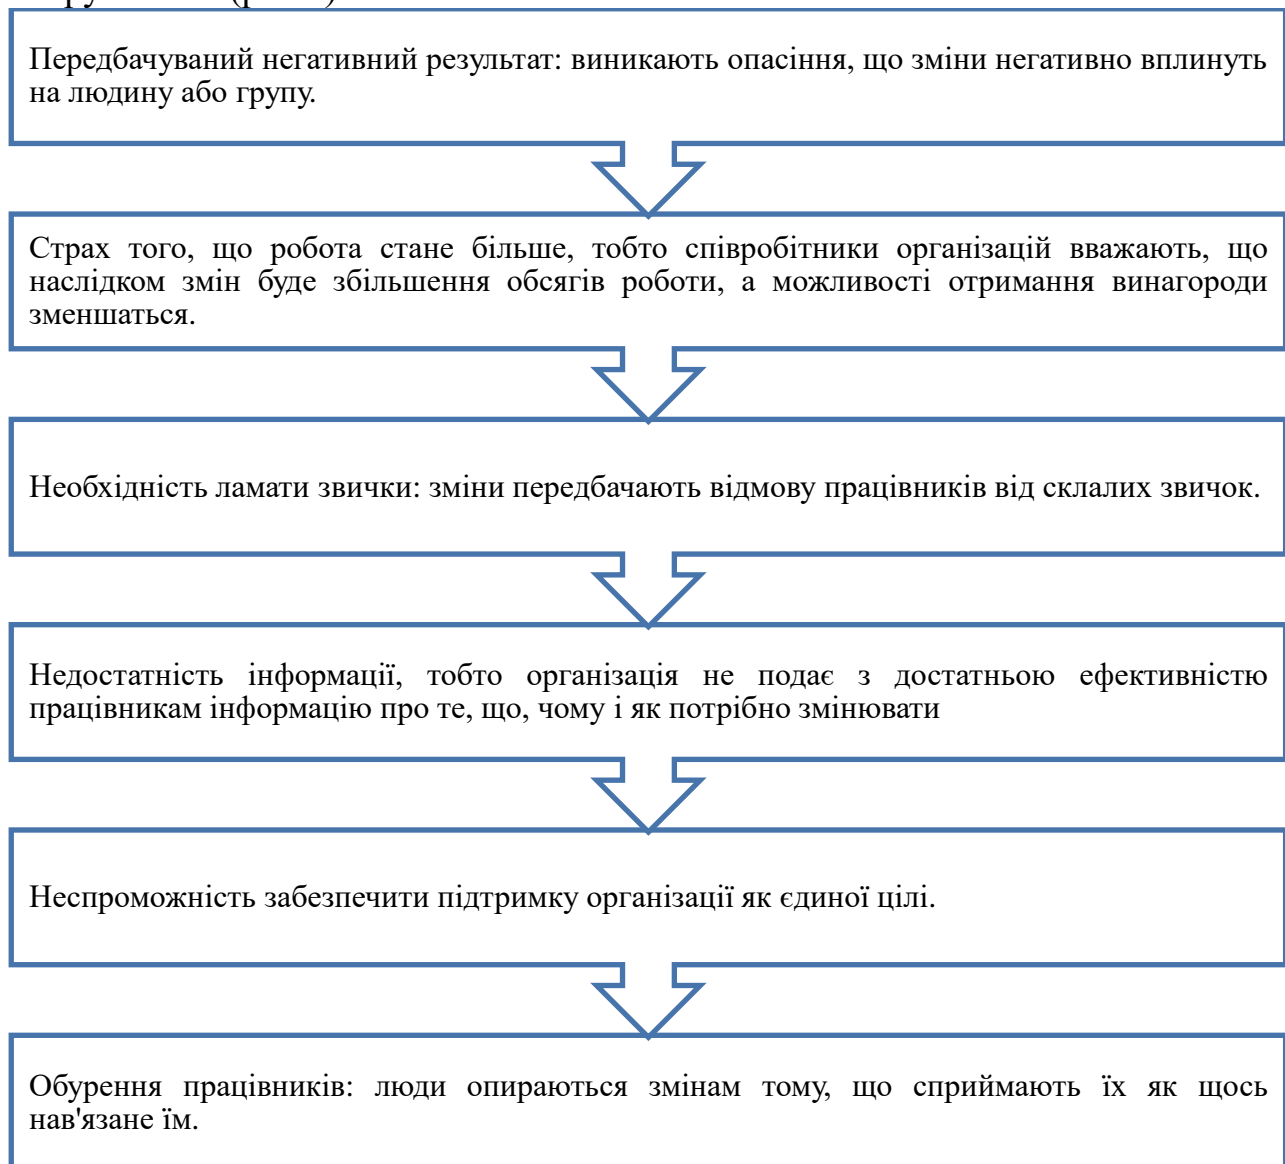 Передбачуваний негативний результат: виникають опасіння, що зміни негативно вплинуть
на людину або групу.
Страх того, що робота стане більше, тобто співробітники організацій вважають, що
наслідком змін буде збільшення обсягів роботи, а можливості отримання винагороди
зменшаться.
Необхідність ламати звички: зміни передбачають відмову працівників від склалих звичок.
Недостатність інформації, тобто організація не подає з достатньою ефективністю
працівникам інформацію про те, що, чому і як потрібно змінювати
Неспроможність забезпечити підтримку організації як єдиної цілі.
Обурення працівників: люди опираються змінам тому, що сприймають їх як щось
нав'язане їм.